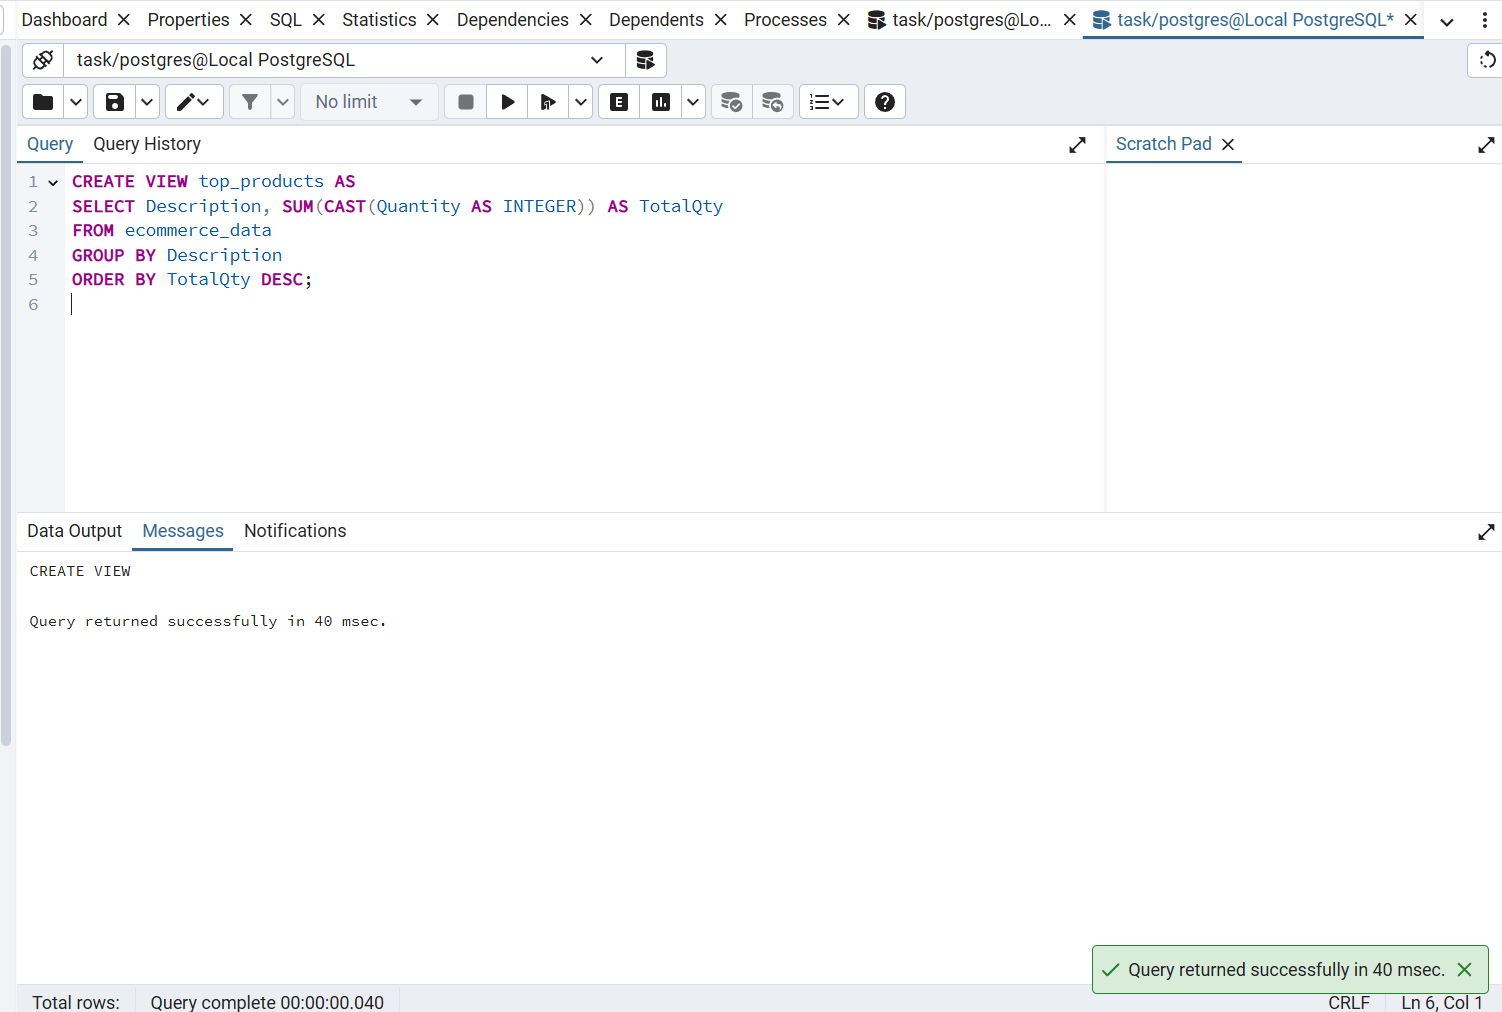 Dashboard Properties SQL Statistics Dependencies Dependents Processes task/postgres@Lo... task/postgres@Local PostgreSQL*
task/postgres@Local PostgreSQL
No limit
Query Query History
Scratch Pad
1 CREATE VIEW top_products AS
2 SELECT Description, SUM(CAST(Quantity AS INTEGER)) AS TotalQty
3 FROM ecommerce_data
4 GROUP BY Description
5 ORDER BY TotalQty DESC;
6
Data Output Messages Notifications
CREATE VIEW
Query returned successfully in 40 msec.
Query returned successfully in 40 msec.
Total rows: Query complete 00:00:00.040 CRLF Ln 6, Col 1